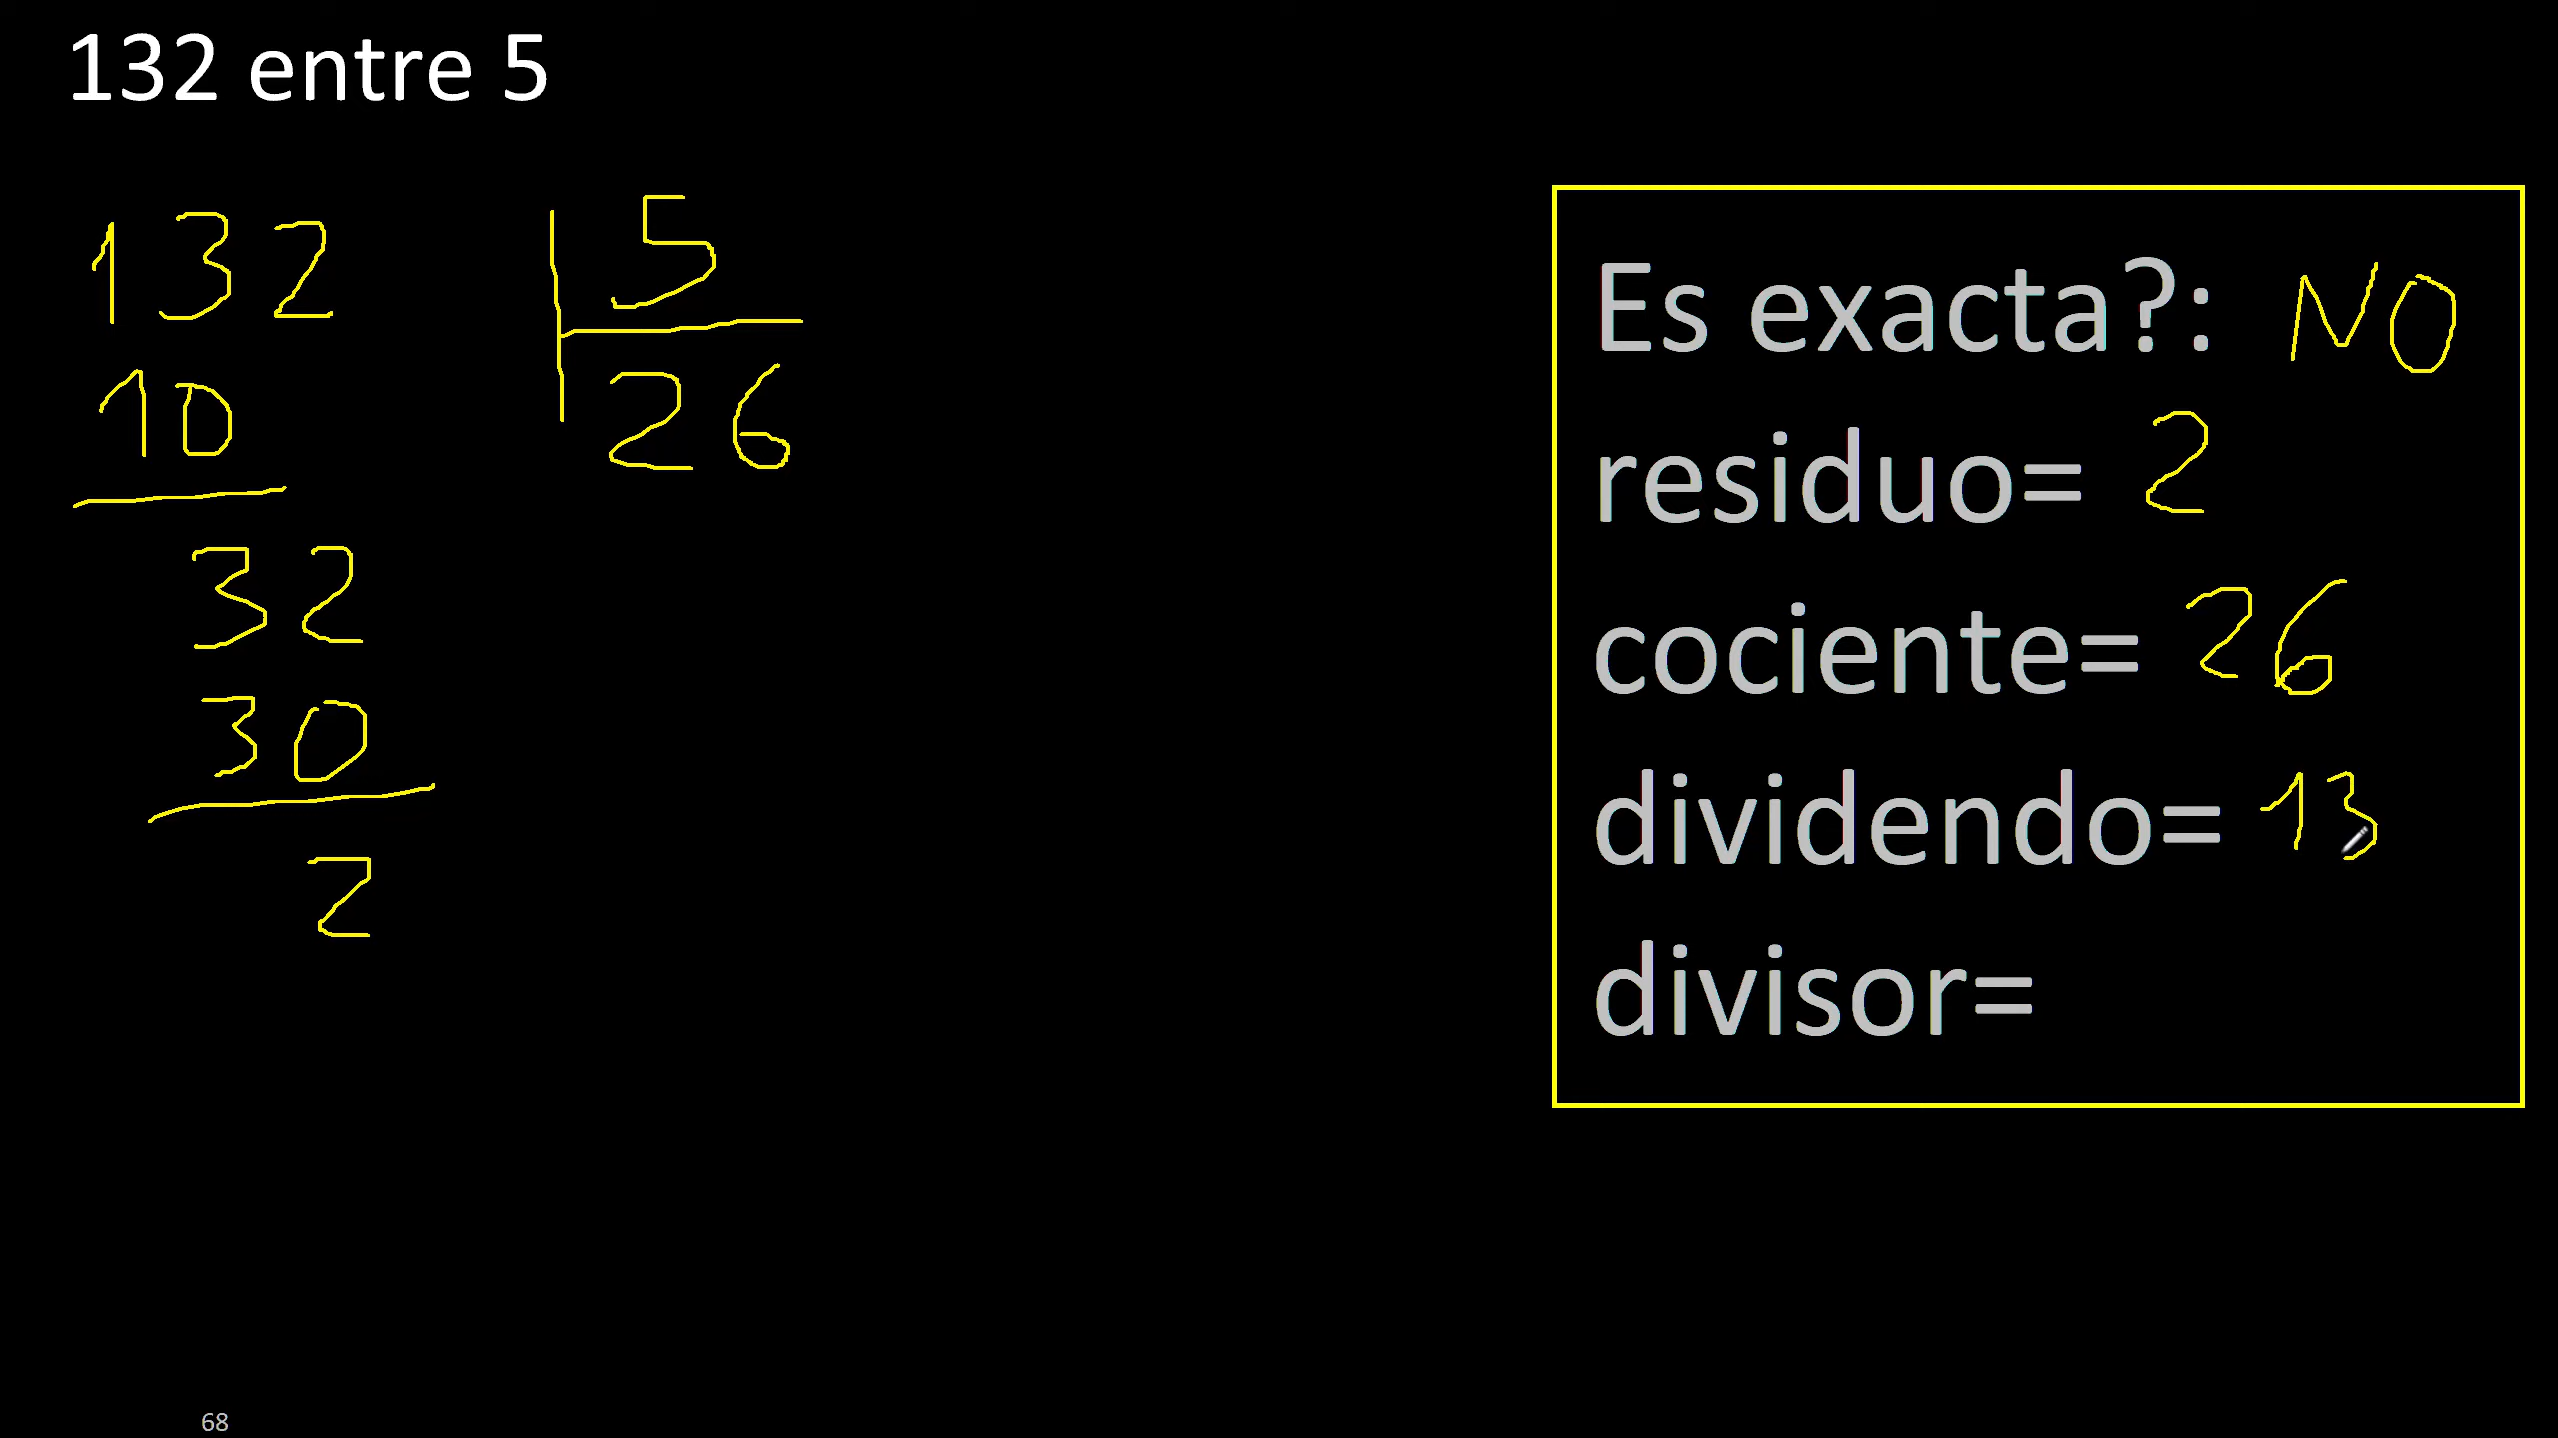 132 entre 5
132 5
10 26
32
30
2
Es exacta?: NO
residuo= 2
cociente= 26
dividendo= 13
divisor=
68